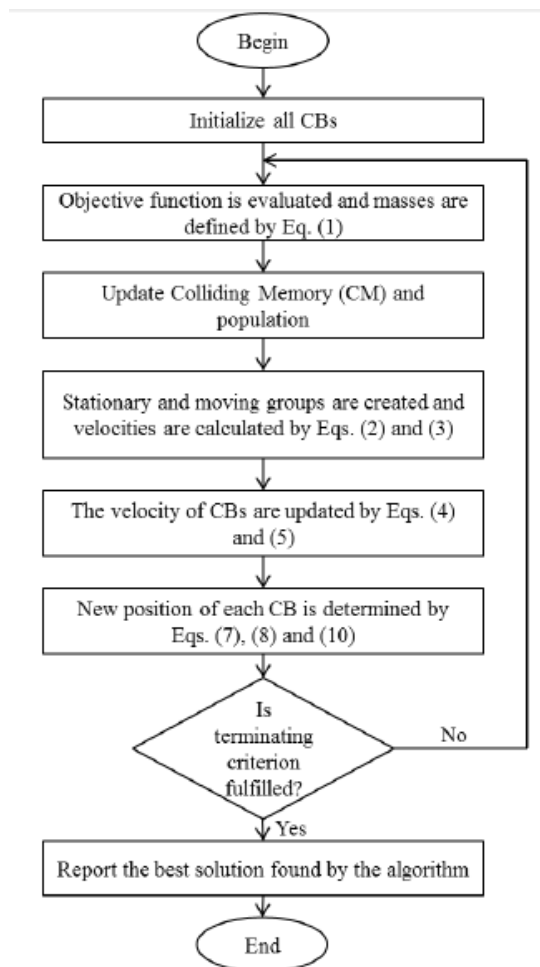 Begin
Initialize all CBs
Objective function is evaluated and masses are
defined by Eq. (1)
Update Colliding Memory (CM) and
population
Stationary and moving groups are created and
velocities are calculated by Eqs. (2) and (3)
The velocity of CBs are updated by Eqs. (4)
and (5)
New position of each CB is determined by
Eqs. (7), (8) and (10)
Is
terminating
criterion
fulfilled?
No
Yes
Report the best solution found by the algorithm
End